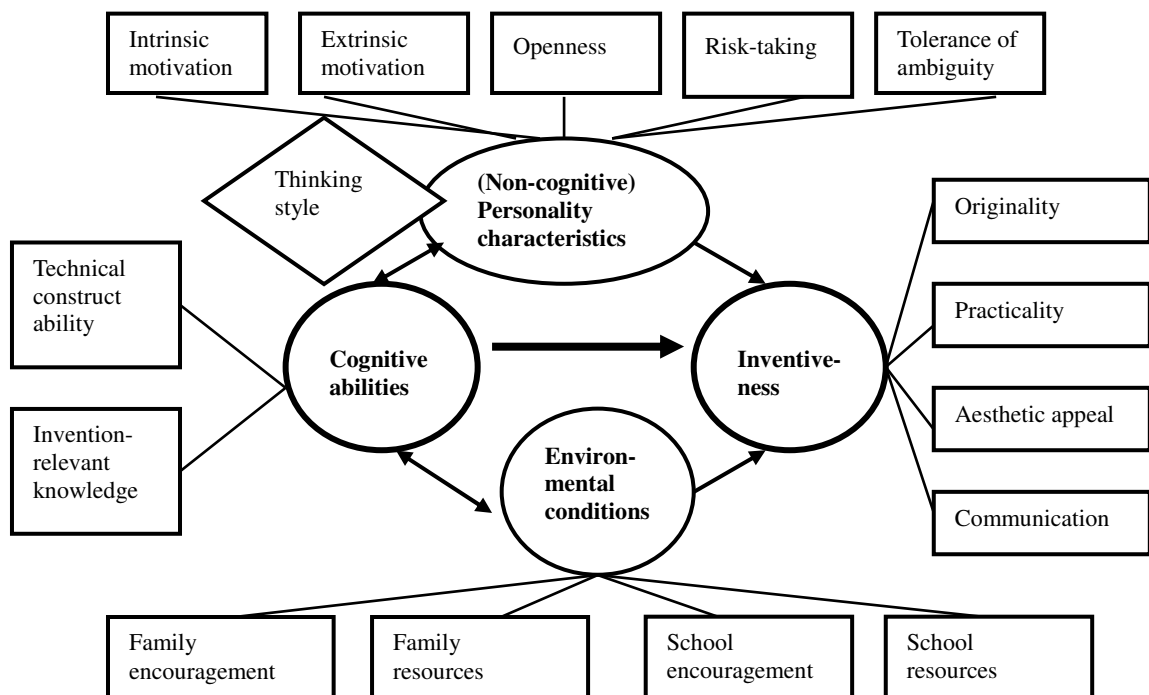 Intrinsic
motivation
Extrinsic
motivation
Openness
Risk-taking
Tolerance of
ambiguity
Thinking
style
(Non-cognitive)
Personality
characteristics
Originality
Technical
construct
ability
Practicality
Cognitive
abilities
Inventive-
ness
Aesthetic appeal
Invention-
relevant
knowledge
Environ-
mental
conditions
Communication
Family
encouragement
Family
resources
School
encouragement
School
resources